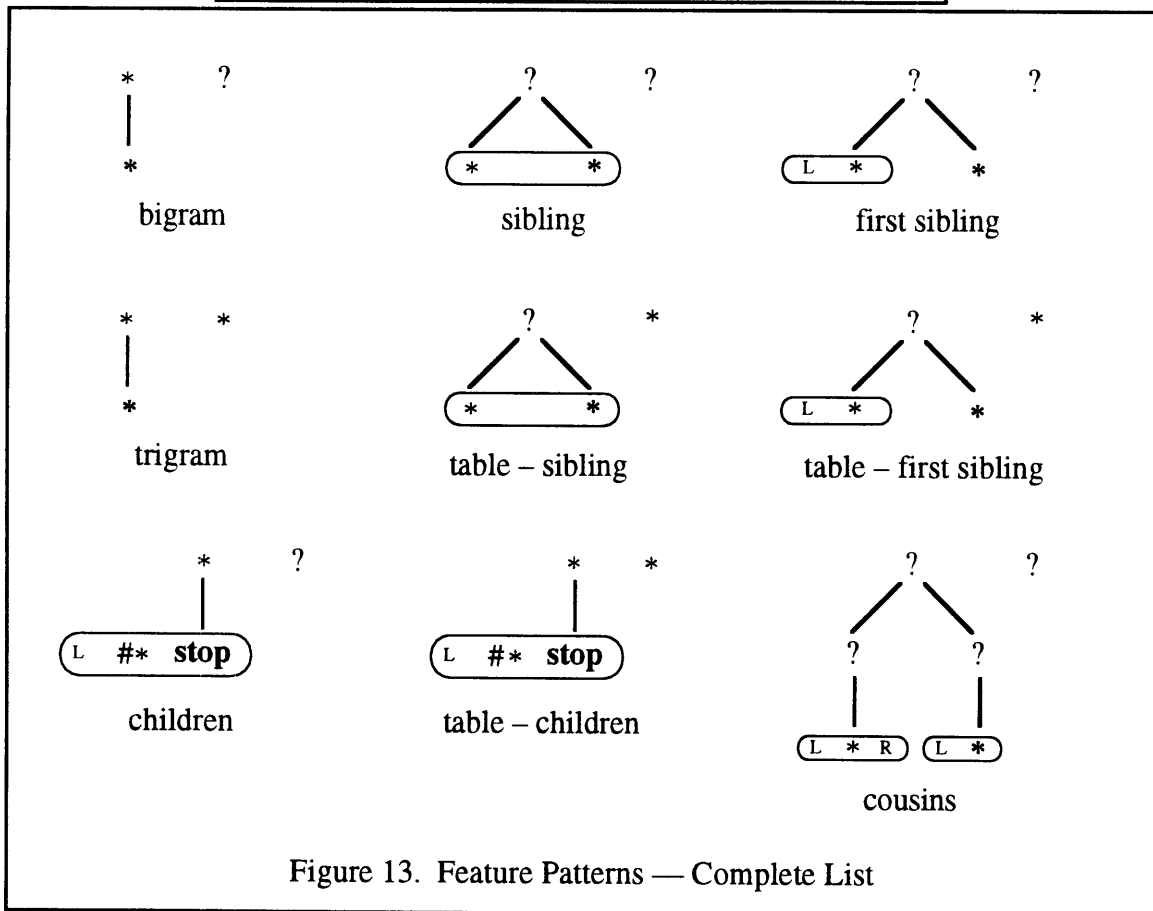 * ? ? ? ? ?
* * * L * *
bigram sibling first sibling
* * ? * ? *
* * * L * *
trigram table – sibling table – first sibling
* ? * * ? ?
L #* stop L #* stop ? ?
children table – children L * R L *
cousins
Figure 13. Feature Patterns — Complete List